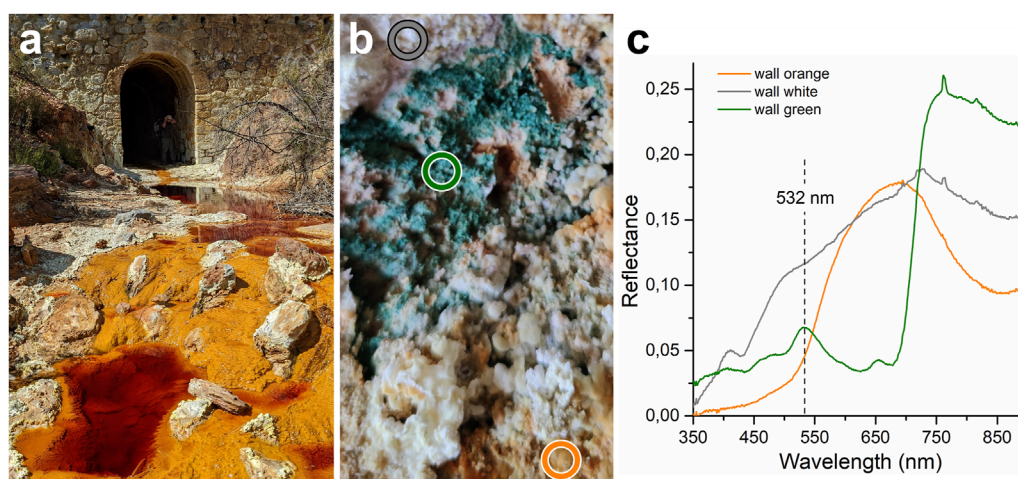 a
b
c
wall orange
wall white
wall green
532 nm
Reflectance
0,25
0,20
0,15
0,10
0,05
0,00
350 450 550 650 750 850
Wavelength (nm)